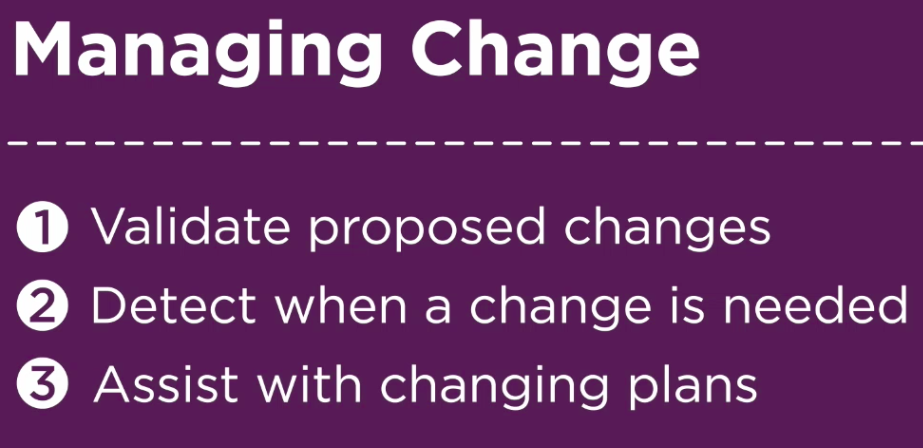 Managing Change
1 Validate proposed changes
2 Detect when a change is needed
3 Assist with changing plans